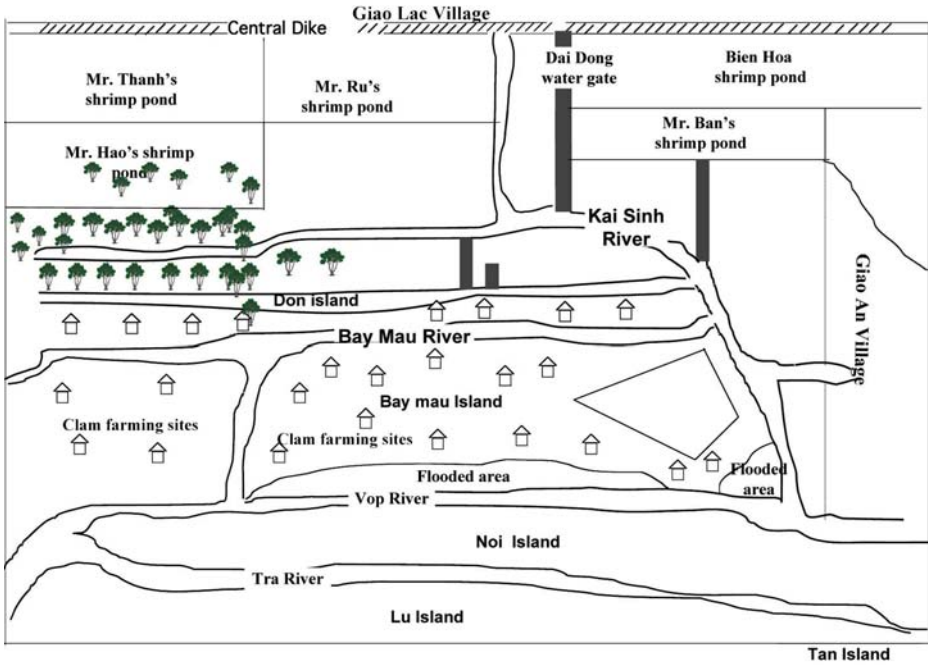 Giao Lac Village
Central Dike
Mr. Thanh's
shrimp pond
Mr. Ru's
shrimp pond
Dai Dong
water gate
Bien Hoa
shrimp pond
Mr. Ban's
shrimp pond
Mr. Hao's shrimp
pond
Kai Sinh
River
Giao An Village
Don island
Bay Mau River
Bay mau Island
Clam farming sites
Clam farming sites
Flooded area
Flooded
area
Vop River
Noi Island
Tra River
Lu Island
Tan Island